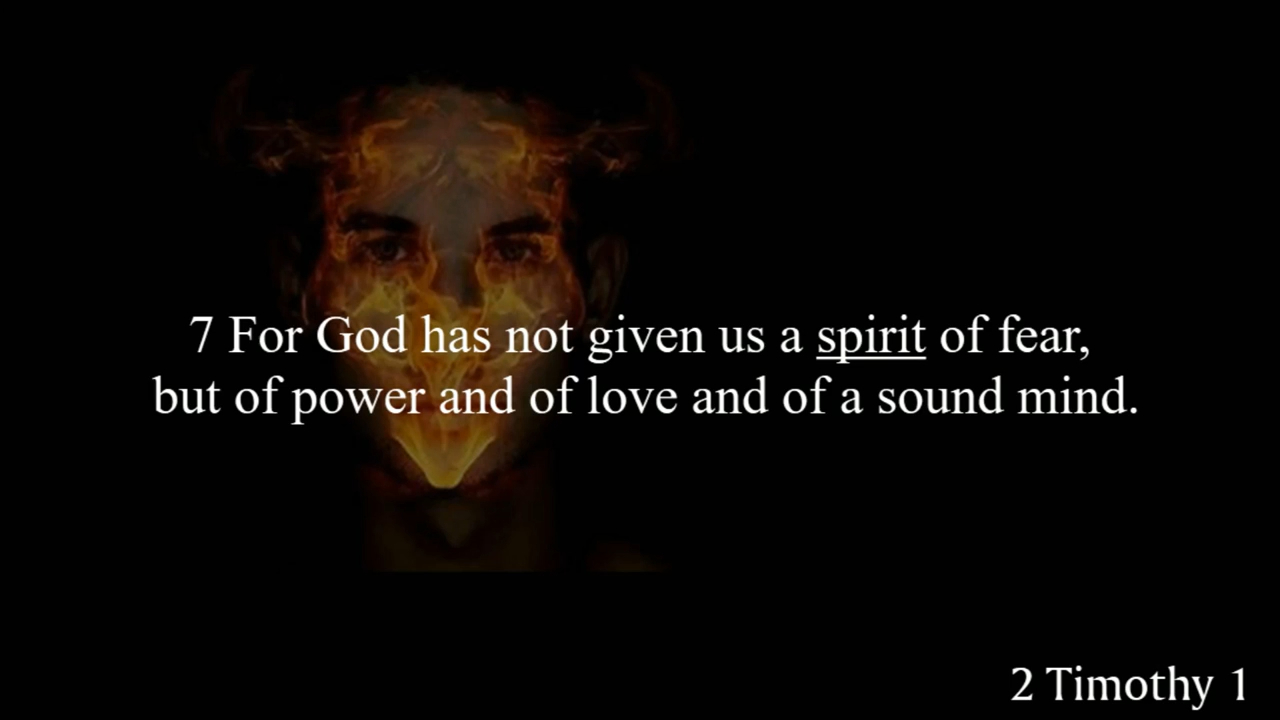 7 For God has not given us a spirit of fear,
but of power and of love and of a sound mind.
2 Timothy 1